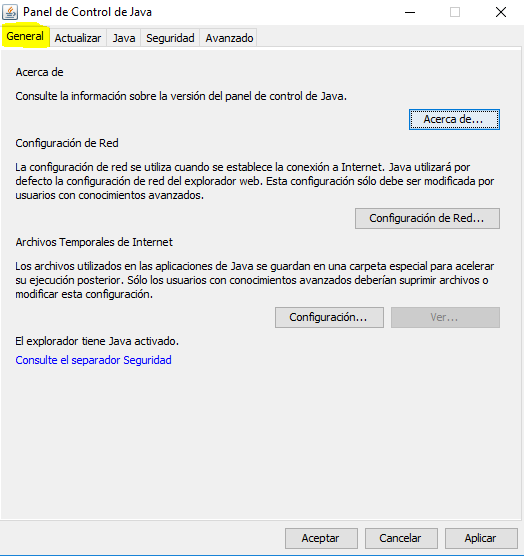 Panel de Control de Java
General Actualizar Java Seguridad Avanzado
Acerca de
Consulte la información sobre la versión del panel de control de Java.
Acerca de...
Configuración de Red
La configuración de red se utiliza cuando se establece la conexión a Internet. Java utilizará por
defecto la configuración de red del explorador web. Esta configuración sólo debe ser modificada por
usuarios con conocimientos avanzados.
Configuración de Red...
Archivos Temporales de Internet
Los archivos utilizados en las aplicaciones de Java se guardan en una carpeta especial para acelerar
su ejecución posterior. Sólo los usuarios con conocimientos avanzados deberían suprimir archivos o
modificar esta configuración.
Configuración... Ver...
El explorador tiene Java activado.
Consulte el separador Seguridad
Aceptar Cancelar Aplicar